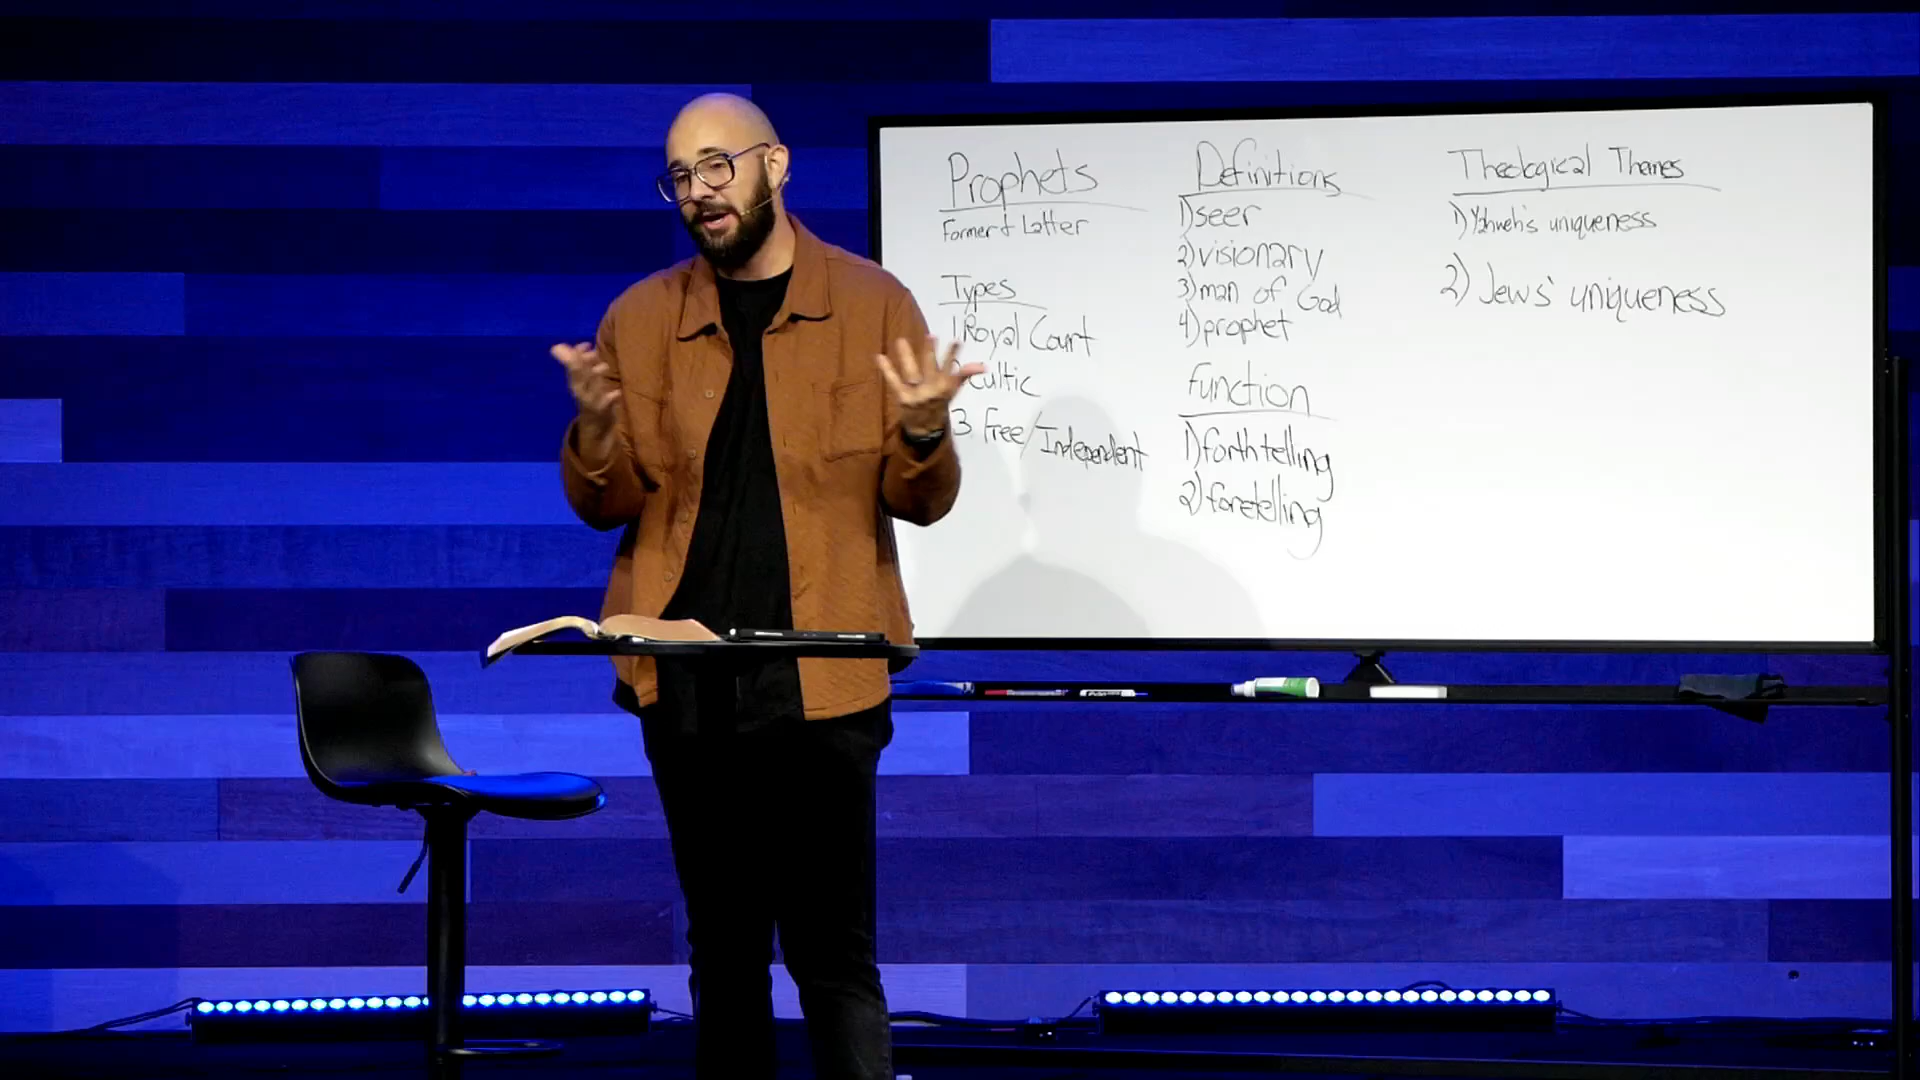 Prophets
Former & Latter
Types
1 Royal Court
Cultic
3. Free/Independent
Definitions
1) seer
2) visionary
3) man of God
4) prophet
Function
1) forthtelling
2) foretelling
Theological Themes
1) Yahweh's uniqueness
2) Jews' uniqueness